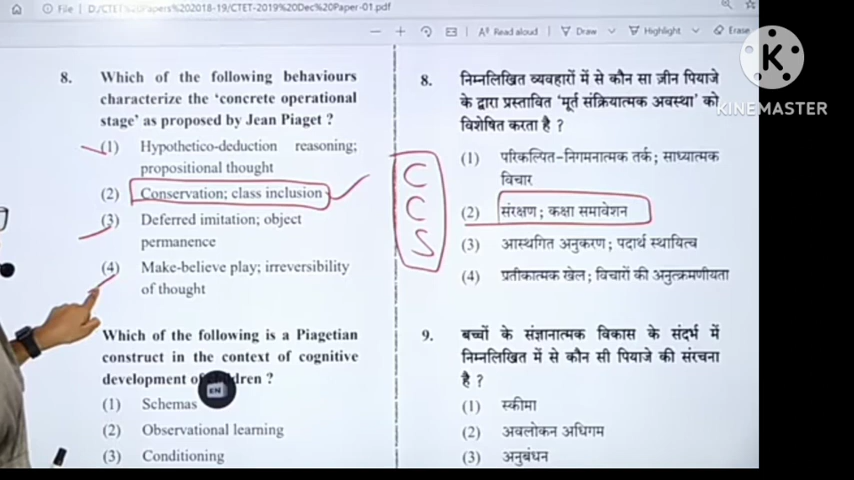 File | D:/CTET%20Papers%202018-19/CTET-2019%20Dec%20Paper-01.pdf
Read aloud | Draw | Highlight | Erase
K
KINEMASTER
8. Which of the following behaviours
characterize the ‘concrete operational
stage’ as proposed by Jean Piaget ?
(1) Hypothetico-deduction reasoning;
propositional thought
(2) Conservation; class inclusion
(3) Deferred imitation; object
permanence
(4) Make-believe play; irreversibility
of thought
Which of the following is a Piagetian
construct in the context of cognitive
development of children ?
EN
(1) Schemas
(2) Observational learning
(3) Conditioning
C
C
S
8. निम्नलिखित व्यवहारों में से कौन सा ज़ीन पियाजे
के द्वारा प्रस्तावित ‘मूर्त संक्रियात्मक अवस्था’ को
विशेषित करता है ?
(1) परिकल्पित-निगमनात्मक तर्क; साध्यात्मक
विचार
(2) संरक्षण; कक्षा समावेशन
(3) आस्थगित अनुकरण; पदार्थ स्थायित्व
(4) प्रतीकात्मक खेल; विचारों की अनुत्क्रमणीयता
9. बच्चों के संज्ञानात्मक विकास के संदर्भ में
निम्नलिखित में से कौन सी पियाजे की संरचना
है ?
(1) स्कीमा
(2) अवलोकन अधिगम
(3) अनुबंधन